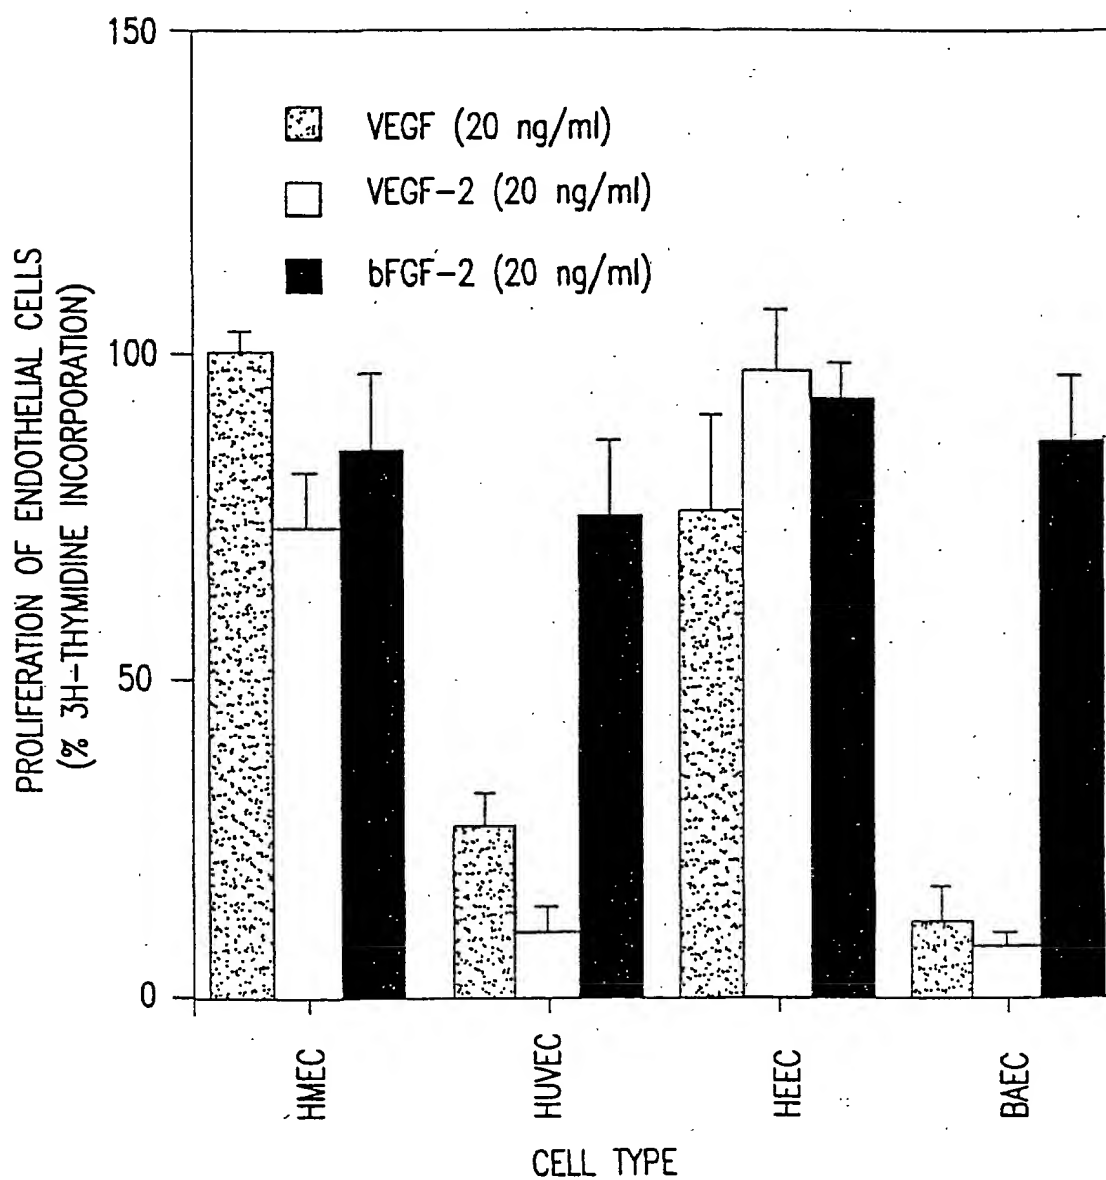 150
VEGF (20 ng/ml)
VEGF-2 (20 ng/ml)
bFGF-2 (20 ng/ml)
100
50
0
PROLIFERATION OF ENDOTHELIAL CELLS
(% 3H-THYMIDINE INCORPORATION)
HMEC
HUVEC
HEEC
BAEC
CELL TYPE